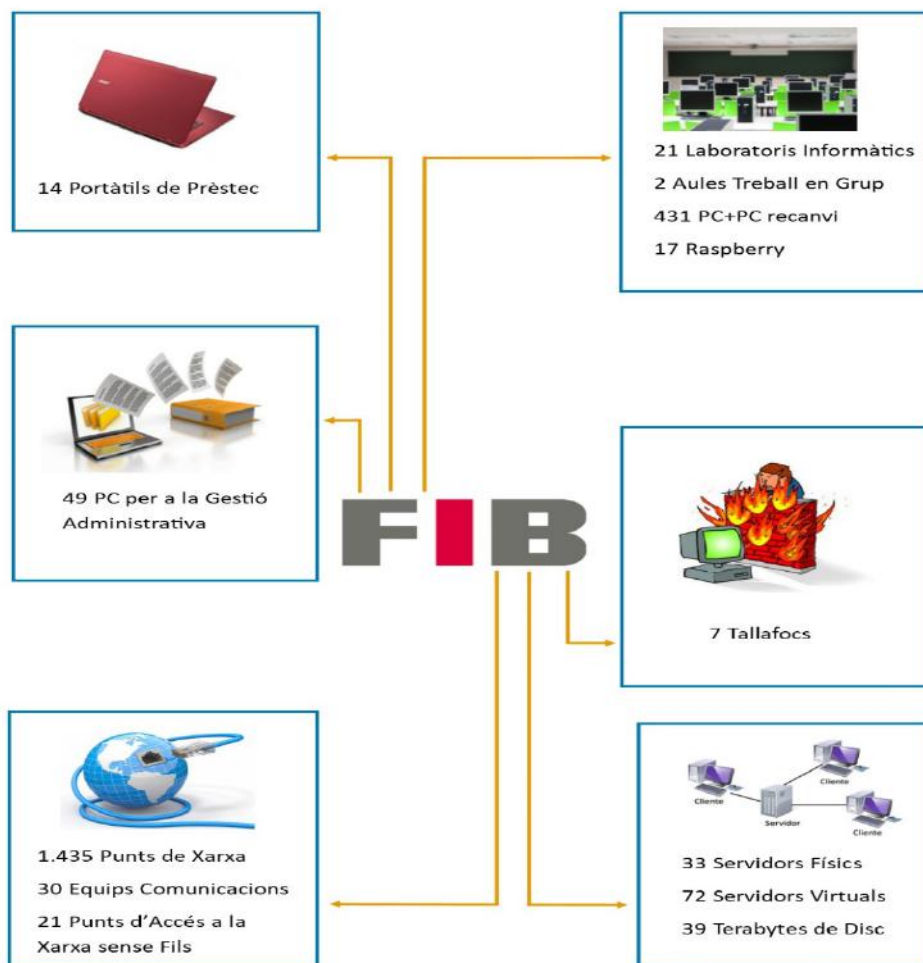 14 Portàtils de Prèstec
21 Laboratoris Informàtics
2 Aules Treball en Grup
431 PC+PC recanvi
17 Raspberry
49 PC per a la Gestió
Administrativa
FIB
7 Tallafocs
1.435 Punts de Xarxa
30 Equips Comunicacions
21 Punts d'Accés a la
Xarxa sense Fils
Cliente
Cliente
Servidor
Cliente
33 Servidors Físics
72 Servidors Virtuals
39 Terabytes de Disc